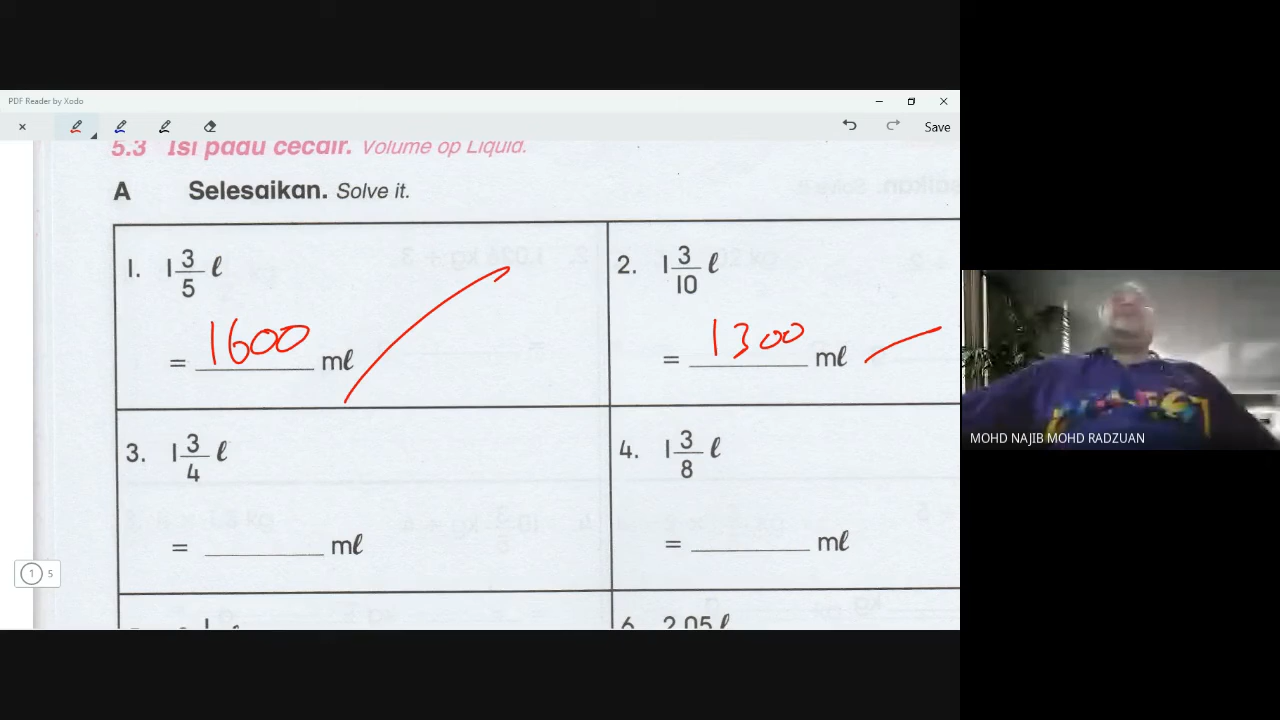 PDF Reader by Xodo
Save
5.3 Isi padu cecair. Volume op Liquid.
A Selesaikan. Solve it.
1. 1 3/5 ℓ
= 1600 mℓ
2. 1 3/10 ℓ
= 1300 mℓ
3. 1 3/4 ℓ
= ________ mℓ
4. 1 3/8 ℓ
= ________ mℓ
6. 2.05 ℓ
1 5
MOHD NAJIB MOHD RADZUAN